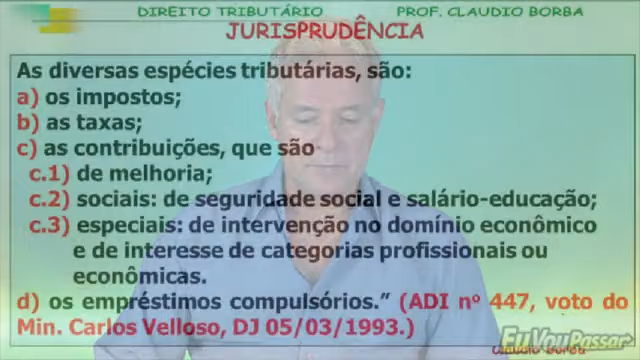 DIREITO TRIBUTÁRIO PROF. CLAUDIO BORBA
JURISPRUDÊNCIA
As diversas espécies tributárias, são:
a) os impostos;
b) as taxas;
c) as contribuições, que são
c.1) de melhoria;
c.2) sociais: de seguridade social e salário-educação;
c.3) especiais: de intervenção no domínio econômico
e de interesse de categorias profissionais ou
econômicas.
d) os empréstimos compulsórios.” (ADI nº 447, voto do
Min. Carlos Velloso, DJ 05/03/1993.)
EuVouPassar
Claudio Borba